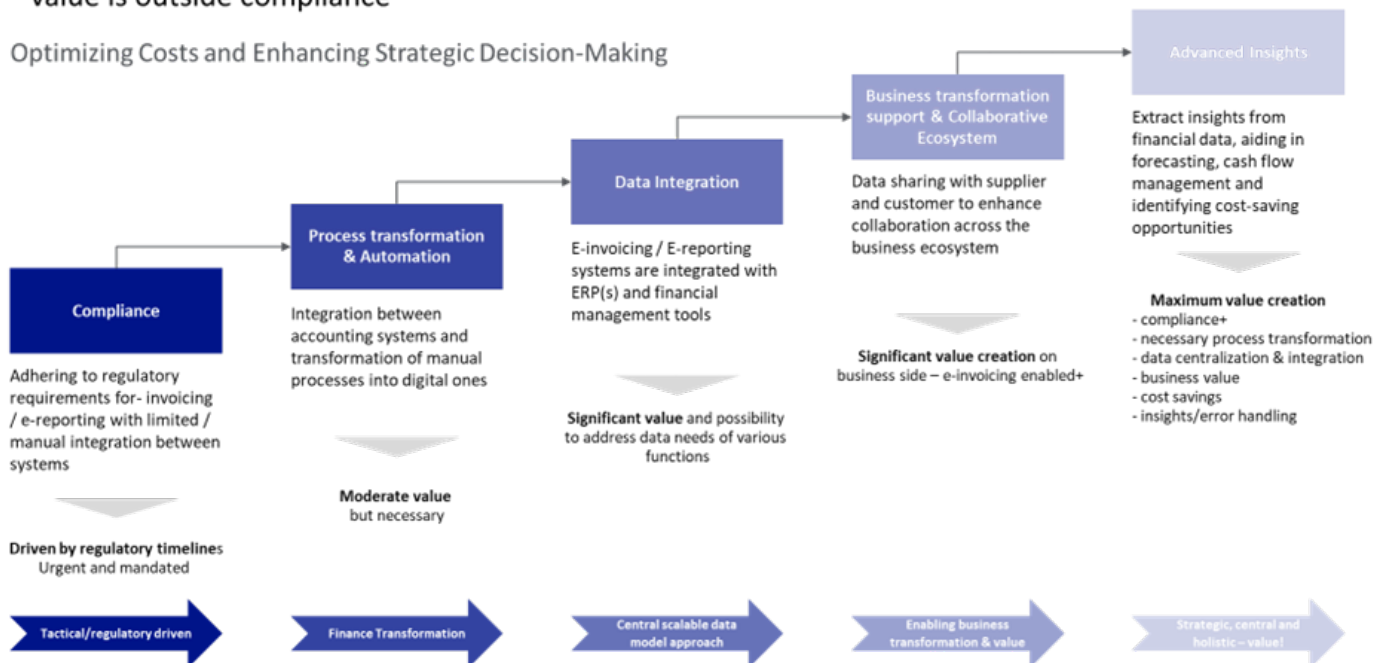 value is outside compliance
Optimizing Costs and Enhancing Strategic Decision-Making
Compliance
Adhering to regulatory
requirements for- invoicing
/ e-reporting with limited /
manual integration between
systems
Driven by regulatory timelines
Urgent and mandated
Tactical/regulatory driven
Process transformation
& Automation
Integration between
accounting systems and
transformation of manual
processes into digital ones
Moderate value
but necessary
Finance Transformation
Data Integration
E-invoicing / E-reporting
systems are integrated with
ERP(s) and financial
management tools
Significant value and possibility
to address data needs of various
functions
Central scalable data
model approach
Business transformation
support & Collaborative
Ecosystem
Data sharing with supplier
and customer to enhance
collaboration across the
business ecosystem
Significant value creation on
business side – e-invoicing enabled+
Enabling business
transformation & value
Advanced Insights
Extract insights from
financial data, aiding in
forecasting, cash flow
management and
identifying cost-saving
opportunities
Maximum value creation
- compliance+
- necessary process transformation
- data centralization & integration
- business value
- cost savings
- insights/error handling
Strategic, central and
holistic – value!